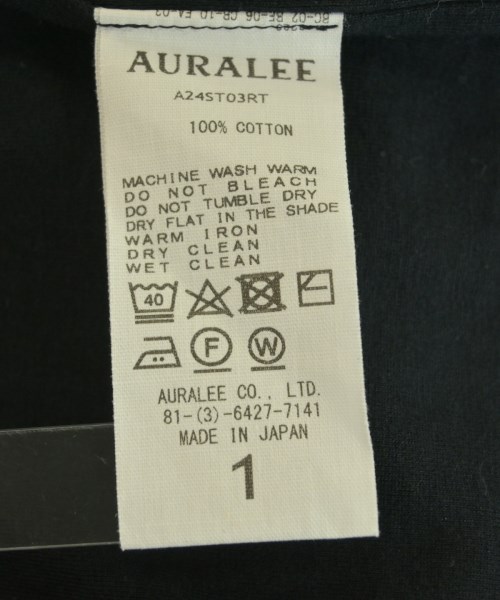 AURALEE
A24ST03RT
100% COTTON
MACHINE WASH WARM
DO NOT BLEACH
DO NOT TUMBLE DRY
DRY FLAT IN THE SHADE
WARM IRON
DRY CLEAN
WET CLEAN
40
F
W
AURALEE CO., LTD.
81-(3)-6427-7141
MADE IN JAPAN
1